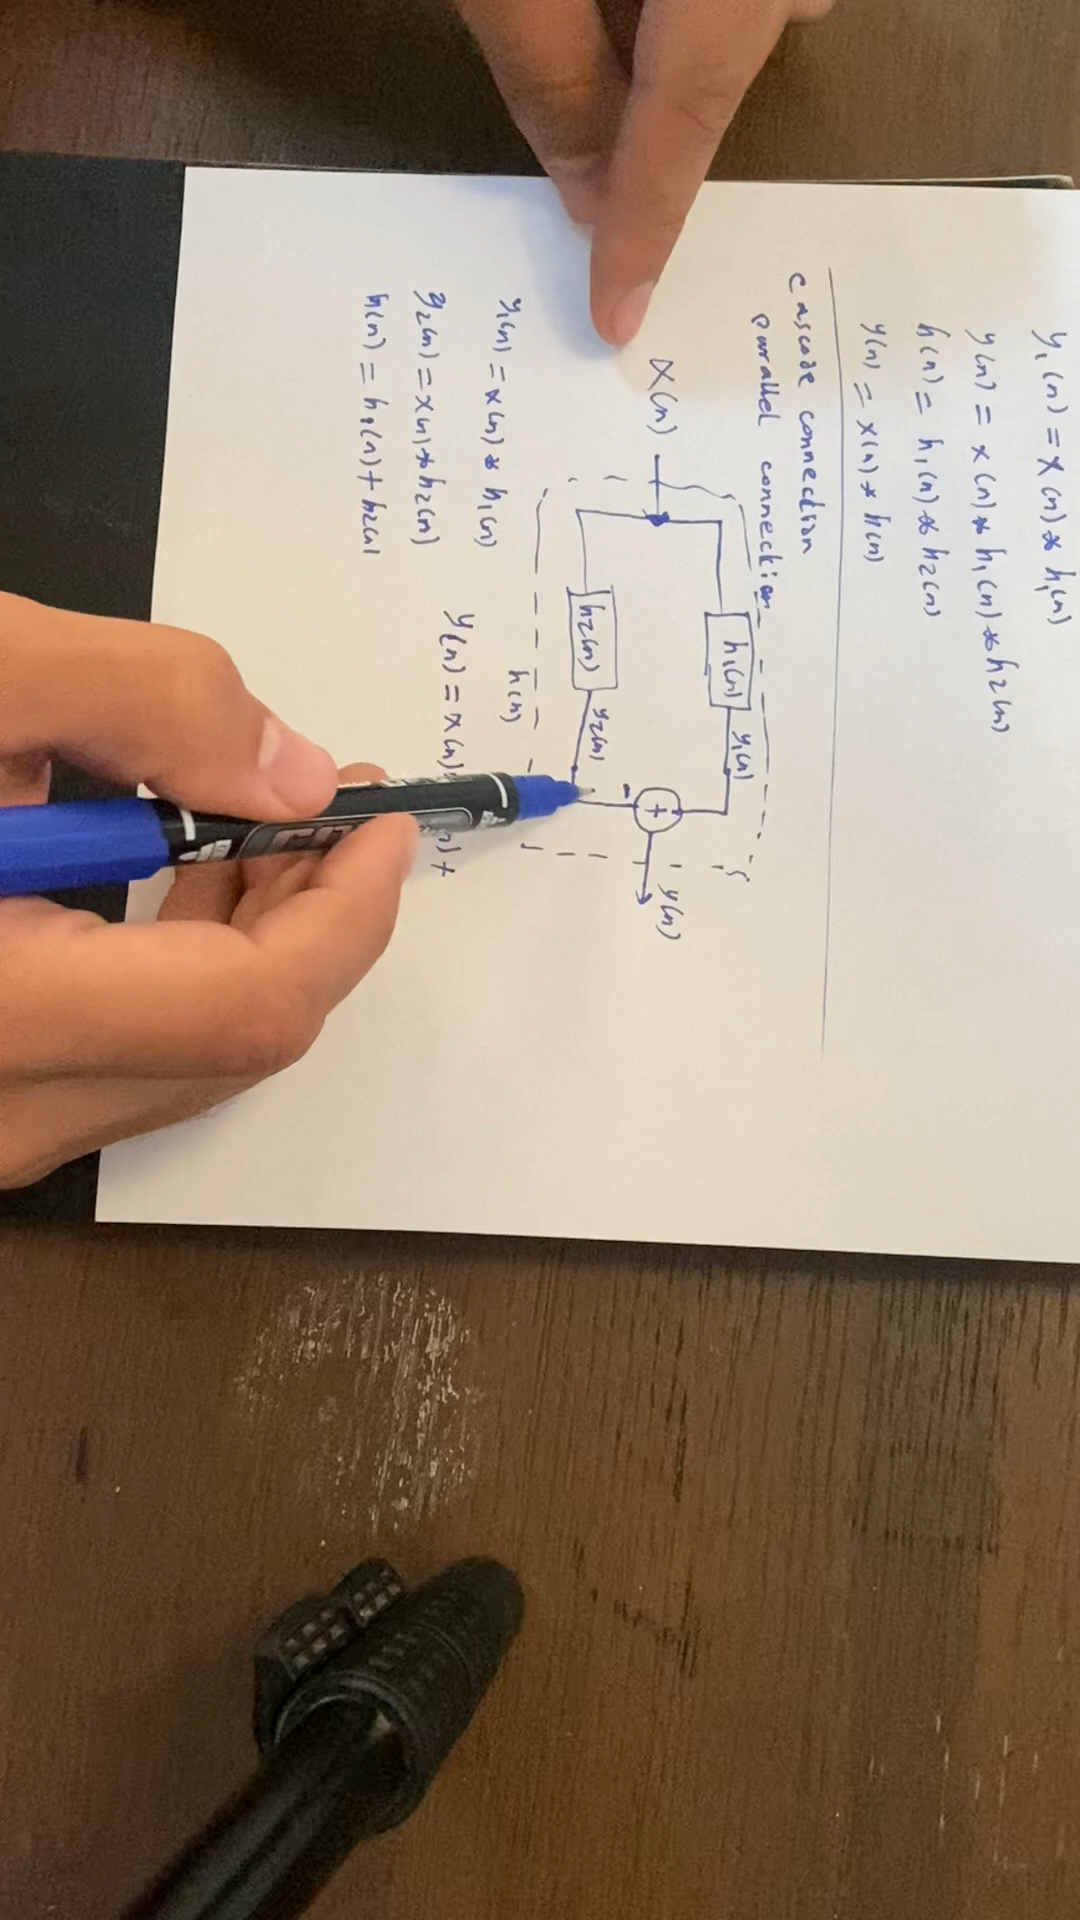 y₁(n) = x(n) * h₁(n)
y(n) = x(n) * h₁(n) * h₂(n)
h(n) = h₁(n) * h₂(n)
y(n) = x(n) * h(n)
cascade connection
parallel connection
h₁(n) y₁(n)
x(n) + y(n)
-
h₂(n) y₂(n)
h(n)
y₁(n) = x(n) * h₁(n)
y₂(n) = x(n) * h₂(n) y(n) = x(n) +
h(n) = h₁(n) + h₂(n)